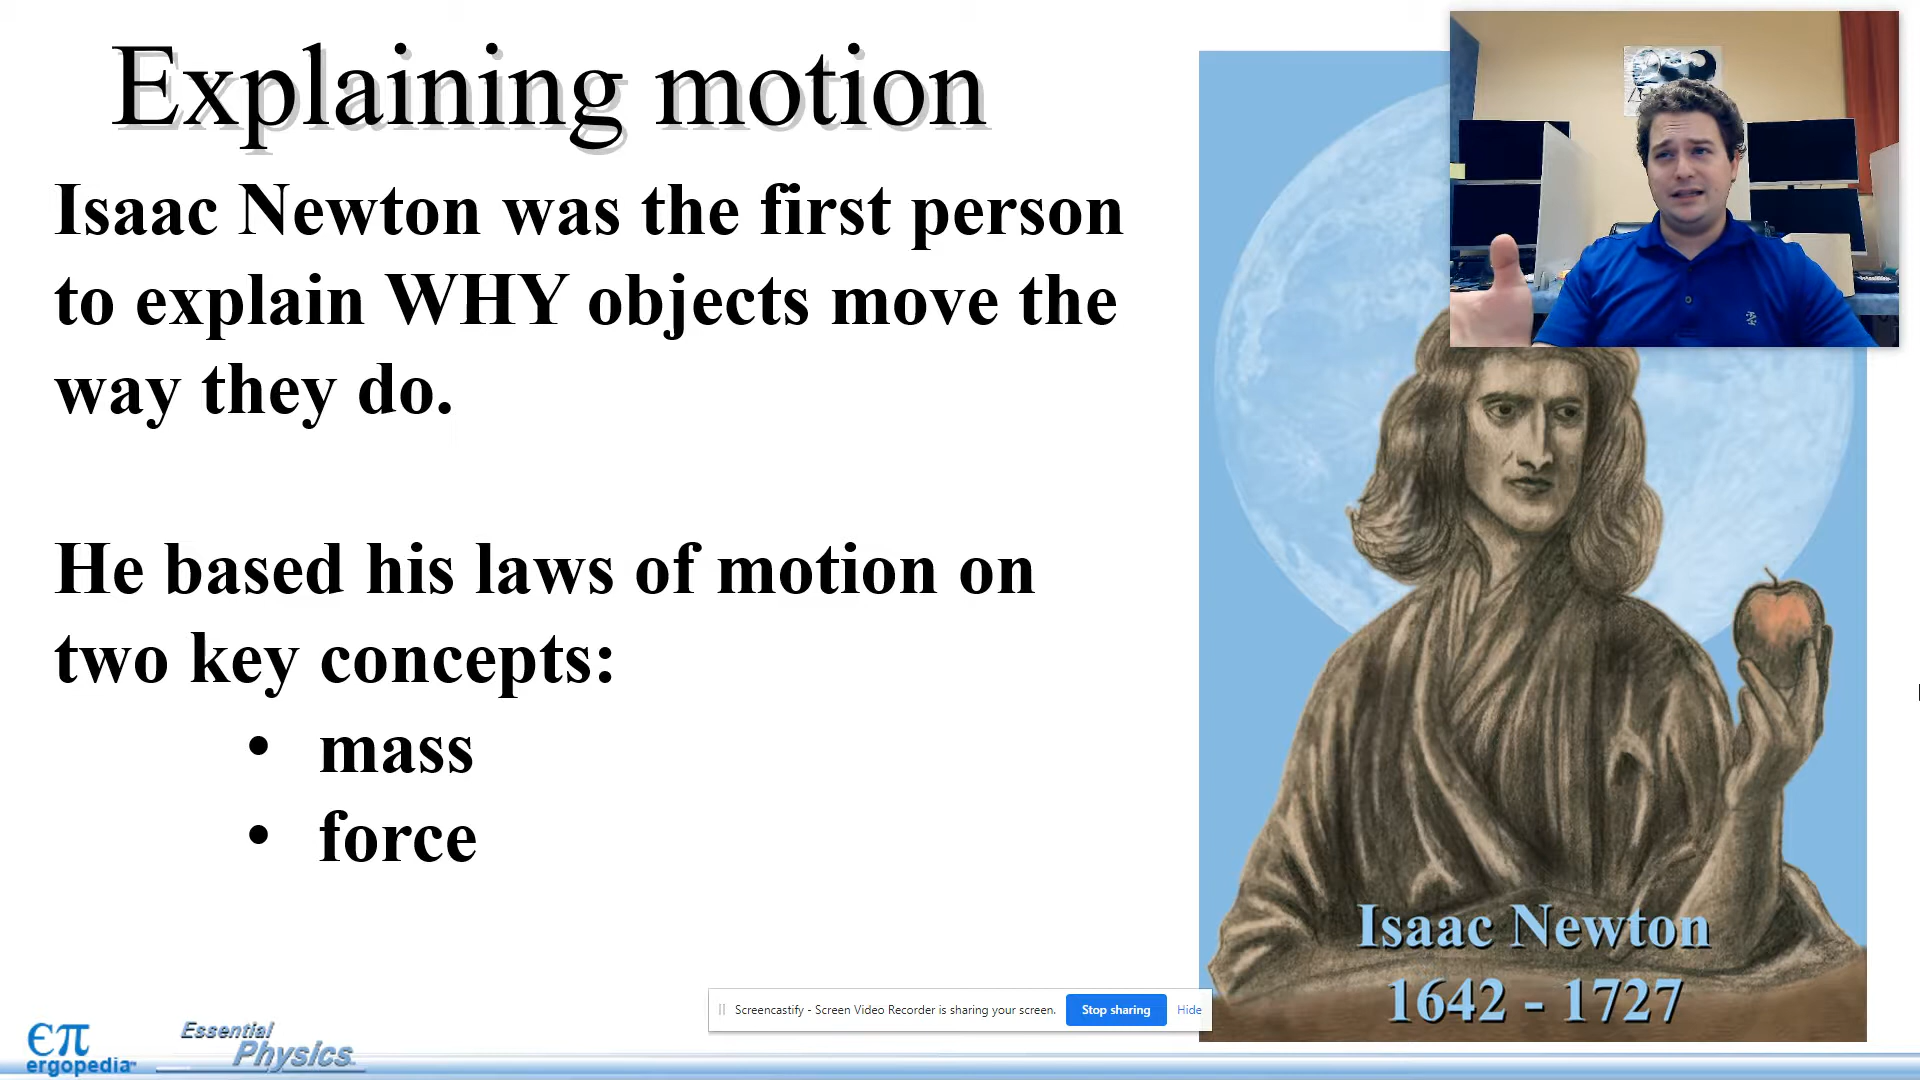 Explaining motion
Isaac Newton was the first person
to explain WHY objects move the
way they do.
He based his laws of motion on
two key concepts:
• mass
• force
Isaac Newton
1642 - 1727
Screencastify - Screen Video Recorder is sharing your screen.
Stop sharing
Hide
επ
ergopedia™
Essential
Physics